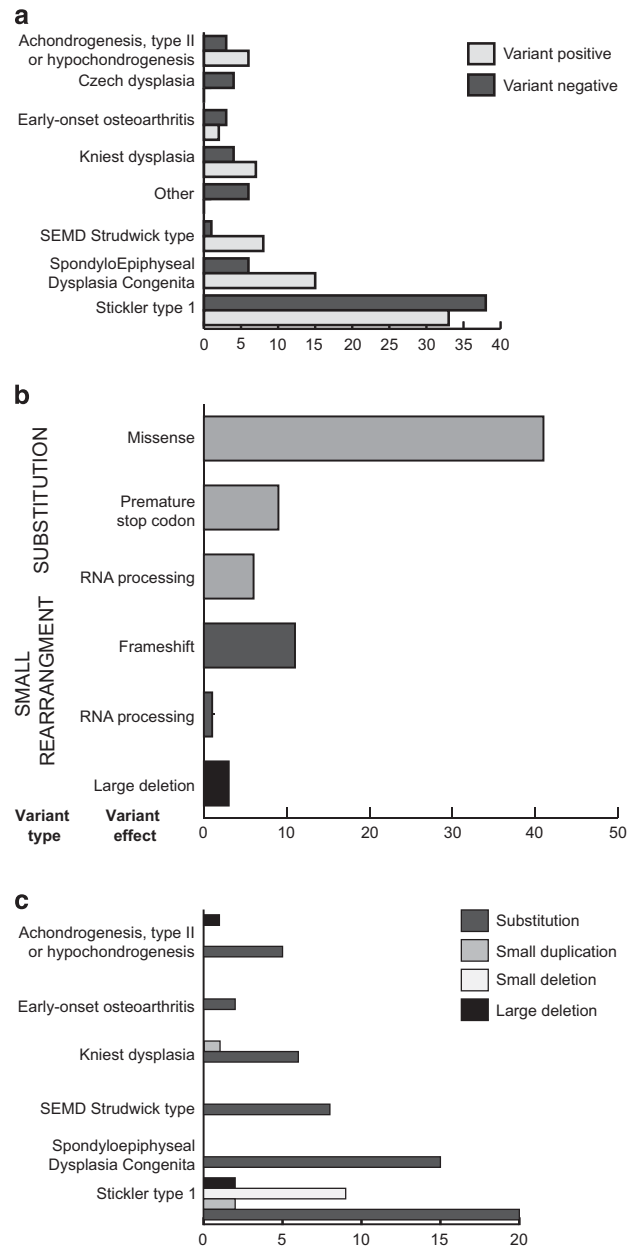 a
Achondrogenesis, type II
or hypochondrogenesis
Czech dysplasia
Early-onset osteoarthritis
Kniest dysplasia
Other
SEMD Strudwick type
SpondyloEpiphyseal
Dysplasia Congenita
Stickler type 1
0 5 10 15 20 25 30 35 40
Variant positive
Variant negative
b
SUBSTITUTION
SMALL
REARRANGMENT
Missense
Premature
stop codon
RNA processing
Frameshift
RNA processing
Large deletion
Variant
type
Variant
effect
0 10 20 30 40 50
c
Achondrogenesis, type II
or hypochondrogenesis
Early-onset osteoarthritis
Kniest dysplasia
SEMD Strudwick type
Spondyloepiphyseal
Dysplasia Congenita
Stickler type 1
0 5 10 15 20
Substitution
Small duplication
Small deletion
Large deletion